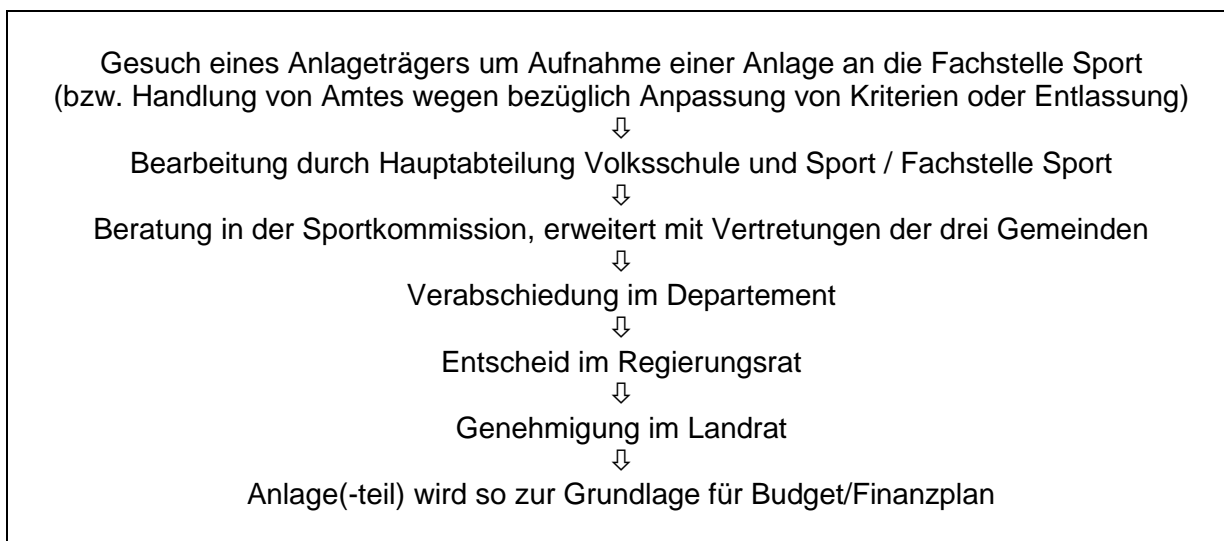 Gesuch eines Anlageträgers um Aufnahme einer Anlage an die Fachstelle Sport
(bzw. Handlung von Amtes wegen bezüglich Anpassung von Kriterien oder Entlassung)
⇩
Bearbeitung durch Hauptabteilung Volksschule und Sport / Fachstelle Sport
⇩
Beratung in der Sportkommission, erweitert mit Vertretungen der drei Gemeinden
⇩
Verabschiedung im Departement
⇩
Entscheid im Regierungsrat
⇩
Genehmigung im Landrat
⇩
Anlage(-teil) wird so zur Grundlage für Budget/Finanzplan